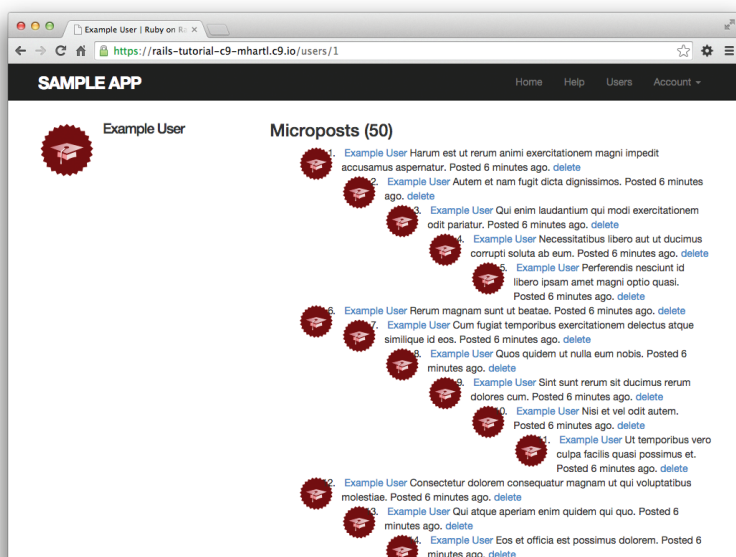 Example User | Ruby on Ra
https://rails-tutorial-c9-mhartl.c9.io/users/1
SAMPLE APP Home Help Users Account
Example User
Microposts (50)
1. Example User Harum est ut rerum animi exercitationem magni impedit
accusamus aspernatur. Posted 6 minutes ago. delete
2. Example User Autem et nam fugit dicta dignissimos. Posted 6 minutes
ago. delete
3. Example User Qui enim laudantium qui modi exercitationem
odit pariatur. Posted 6 minutes ago. delete
4. Example User Necessitatibus libero aut ut ducimus
corrupti soluta ab eum. Posted 6 minutes ago. delete
5. Example User Perferendis nesciunt id
libero ipsam amet magni optio quasi.
Posted 6 minutes ago. delete
6. Example User Rerum magnam sunt ut beatae. Posted 6 minutes ago. delete
7. Example User Cum fugiat temporibus exercitationem delectus atque
similique id eos. Posted 6 minutes ago. delete
8. Example User Quos quidem ut nulla eum nobis. Posted 6
minutes ago. delete
9. Example User Sint sunt rerum sit ducimus rerum
dolores cum. Posted 6 minutes ago. delete
0. Example User Nisi et vel odit autem.
Posted 6 minutes ago. delete
1. Example User Ut temporibus vero
culpa facilis quasi possimus et.
Posted 6 minutes ago. delete
2. Example User Consectetur dolorem consequatur magnam ut qui voluptatibus
molestiae. Posted 6 minutes ago. delete
3. Example User Qui atque aperiam enim quidem qui quo. Posted 6
minutes ago. delete
4. Example User Eos et officia est possimus dolorem. Posted 6
minutes ago. delete